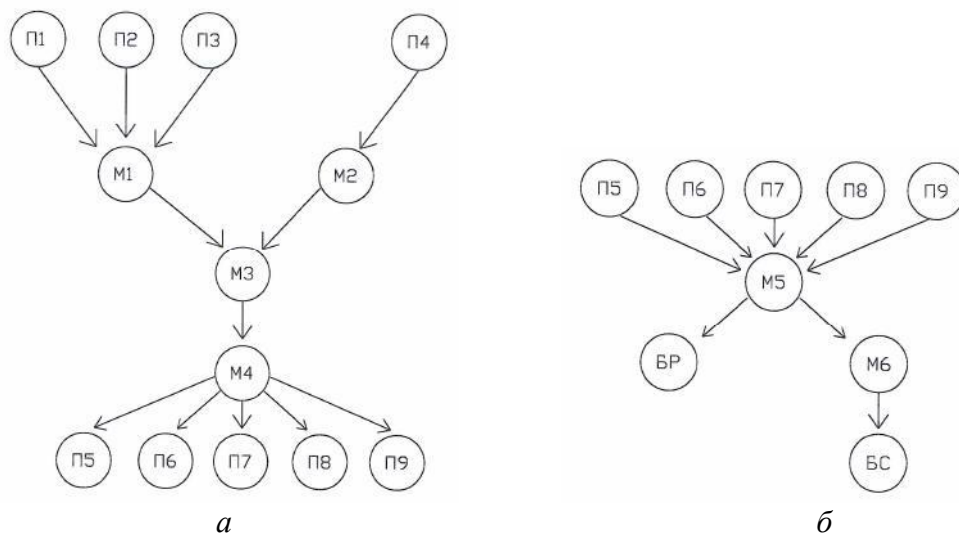 П1 П2 П3 П4
М1 М2
М3
М4
П5 П6 П7 П8 П9
а
П5 П6 П7 П8 П9
М5
БР М6
БС
б